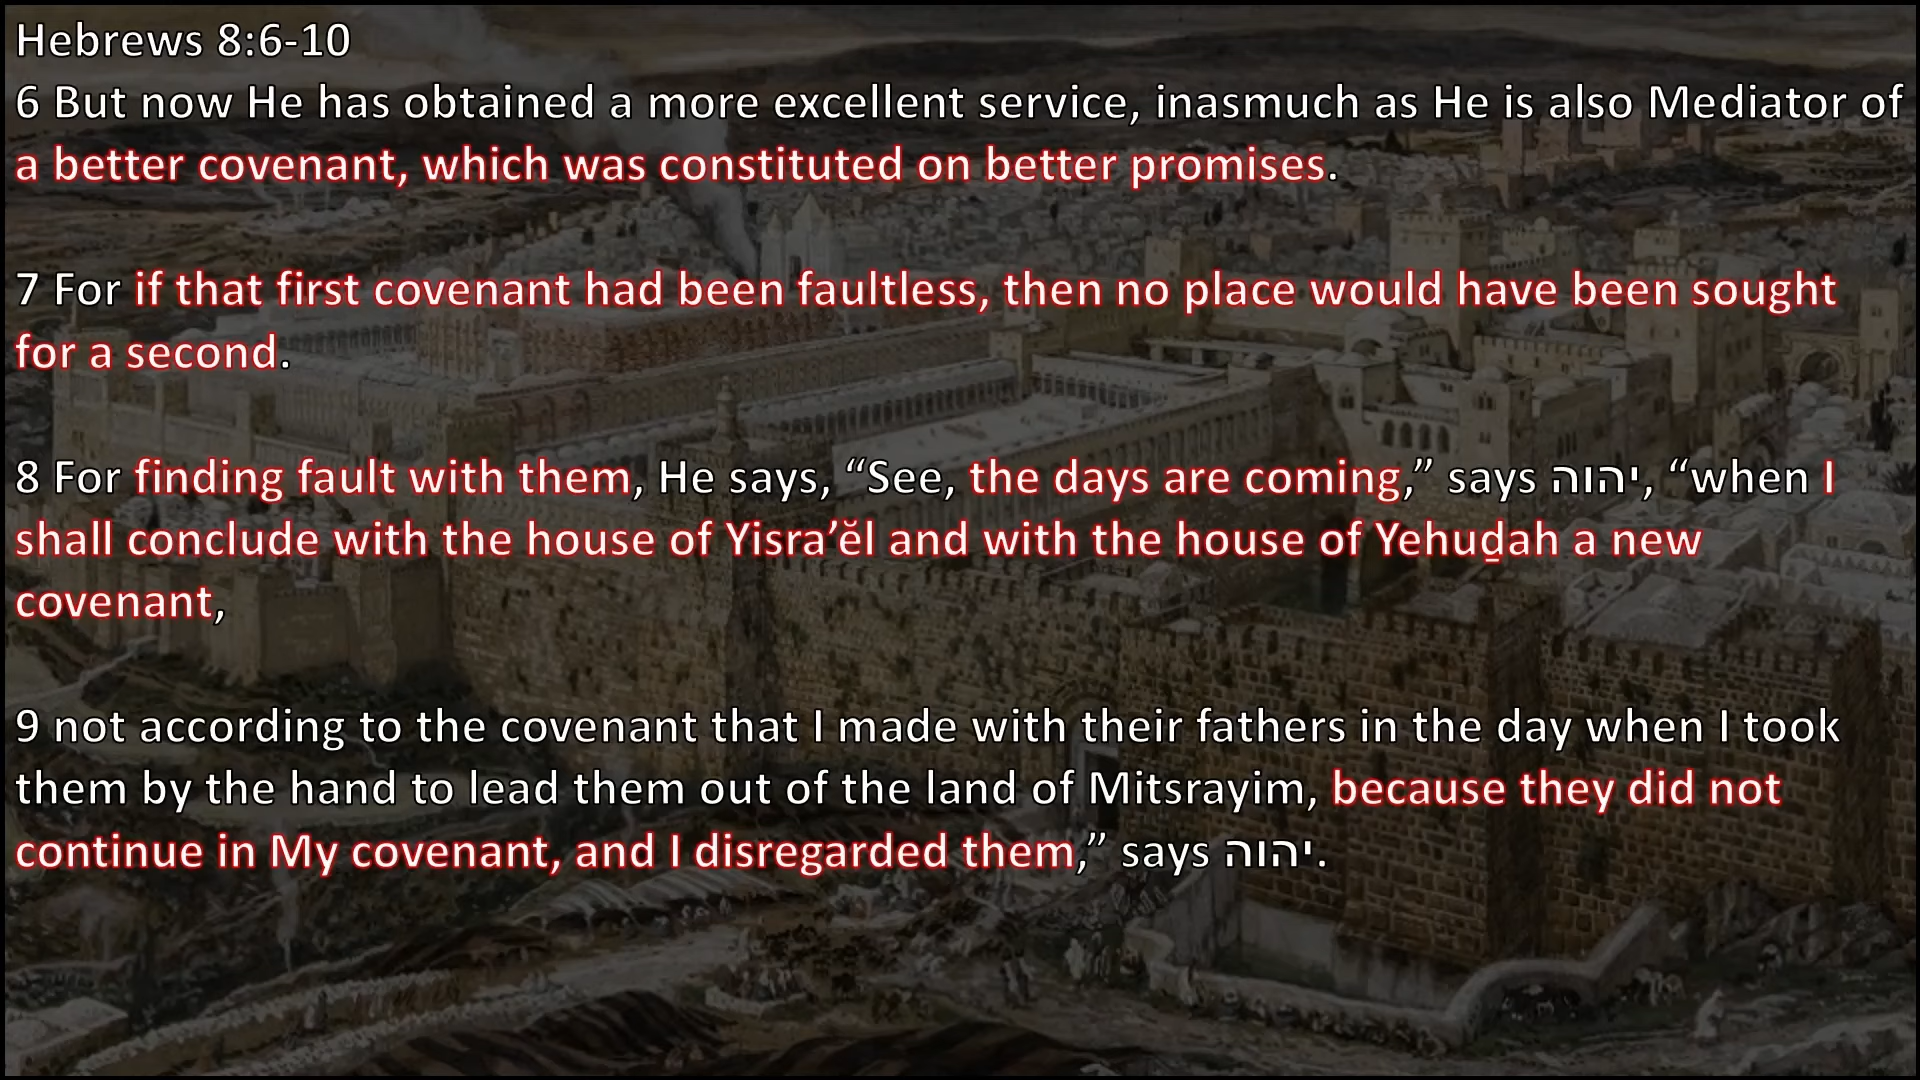 Hebrews 8:6-10
6 But now He has obtained a more excellent service, inasmuch as He is also Mediator of
a better covenant, which was constituted on better promises.
7 For if that first covenant had been faultless, then no place would have been sought
for a second.
8 For finding fault with them, He says, “See, the days are coming,” says יהוה, “when I
shall conclude with the house of Yisra’ĕl and with the house of Yehuḏah a new
covenant,
9 not according to the covenant that I made with their fathers in the day when I took
them by the hand to lead them out of the land of Mitsrayim, because they did not
continue in My covenant, and I disregarded them,” says יהוה.